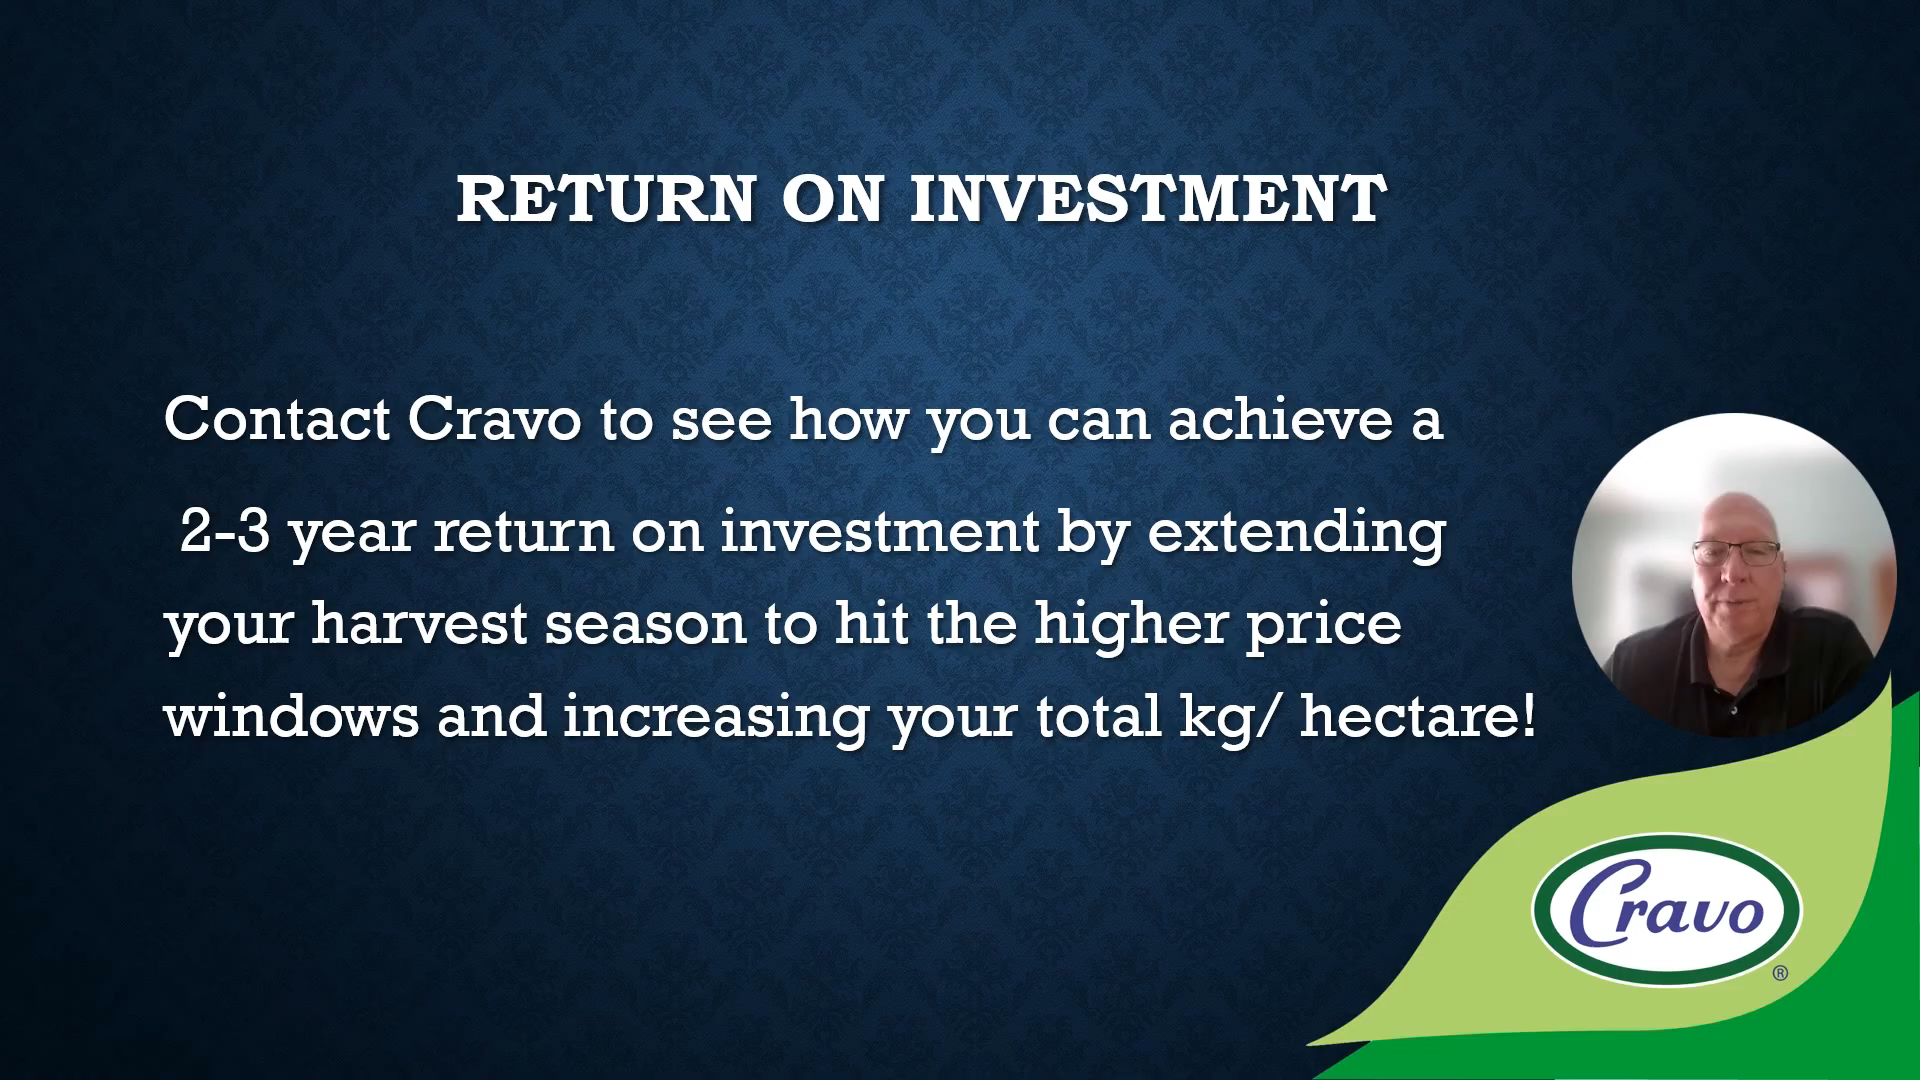 RETURN ON INVESTMENT
Contact Cravo to see how you can achieve a
2-3 year return on investment by extending
your harvest season to hit the higher price
windows and increasing your total kg/ hectare!
Cravo
®